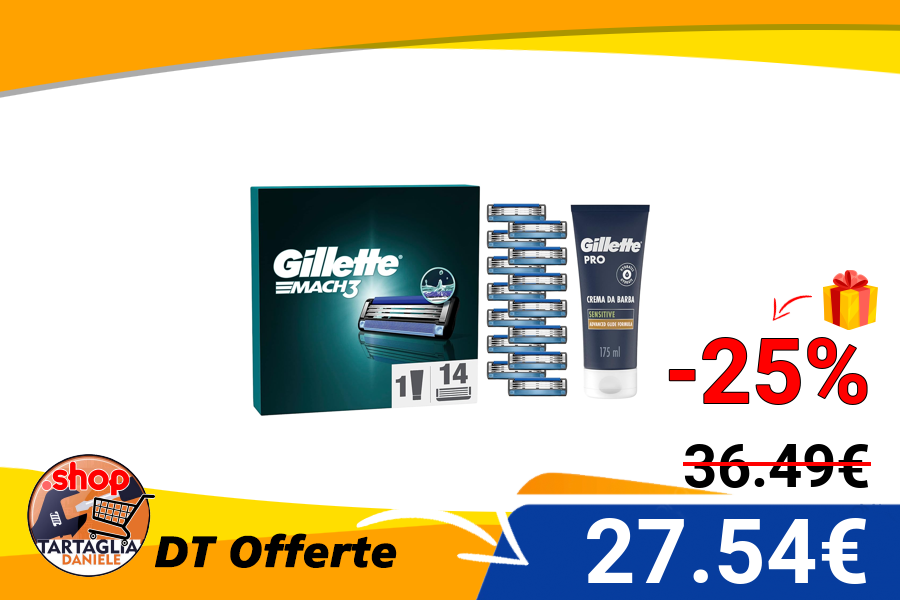 Gillette
MACH3
1
14
Gillette
PRO
CREMA DA BARBA
SENSITIVE
ADVANCED GLIDE FORMULA
175 ml
-25%
36.49€
27.54€
.shop
TARTAGLIA
DANIELE
DT Offerte